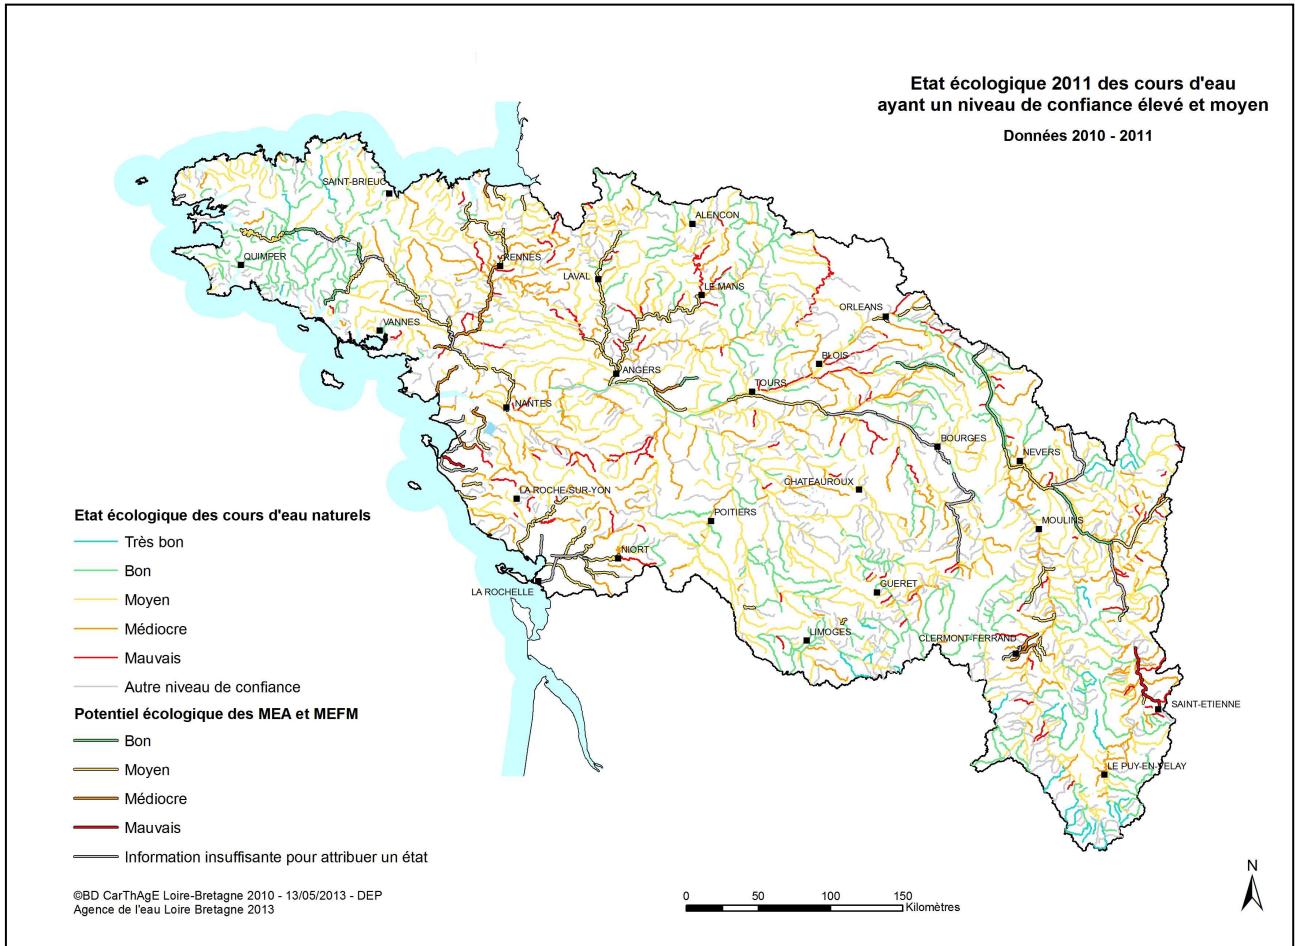 Etat écologique 2011 des cours d'eau
ayant un niveau de confiance élevé et moyen
Données 2010 - 2011
SAINT-BRIEUC
ALENCON
QUIMPER
RENNES
LAVAL
LE MANS
ORLEANS
VANNES
BLOIS
ANGERS
TOURS
NANTES
BOURGES
NEVERS
CHATEAUROUX
LA ROCHE-SUR-YON
POITIERS
MOULINS
NIORT
GUERET
LA ROCHELLE
LIMOGES
CLERMONT-FERRAND
SAINT-ETIENNE
LE PUY-EN-VELAY
Etat écologique des cours d'eau naturels
Très bon
Bon
Moyen
Médiocre
Mauvais
Autre niveau de confiance
Potentiel écologique des MEA et MEFM
Bon
Moyen
Médiocre
Mauvais
Information insuffisante pour attribuer un état
©BD CarThAgE Loire-Bretagne 2010 - 13/05/2013 - DEP
Agence de l'eau Loire Bretagne 2013
0 50 100 150
Kilomètres
N